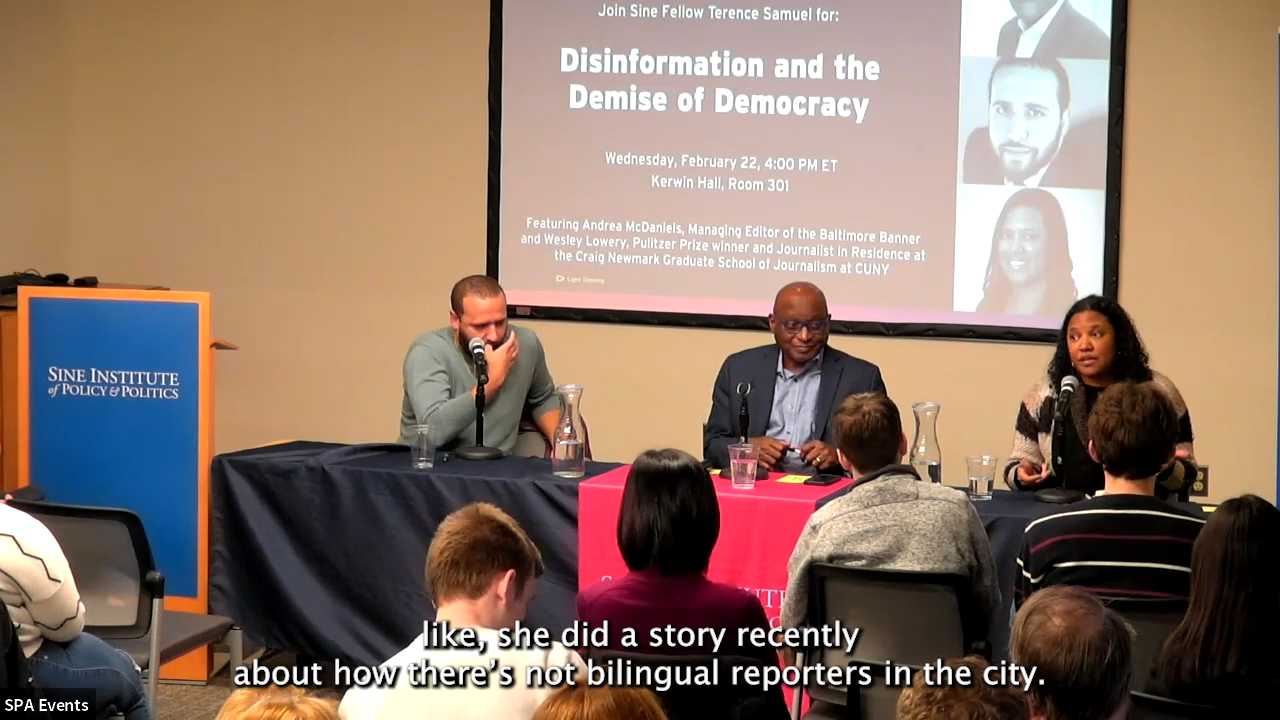 Join Sine Fellow Terence Samuel for:
Disinformation and the
Demise of Democracy
Wednesday, February 22, 4:00 PM ET
Kerwin Hall, Room 301
Featuring Andrea McDaniels, Managing Editor of the Baltimore Banner
and Wesley Lowery, Pulitzer Prize winner and Journalist in Residence at
the Craig Newmark Graduate School of Journalism at CUNY
SINE INSTITUTE
of POLICY & POLITICS
like, she did a story recently
about how there's not bilingual reporters in the city.
SPA Events